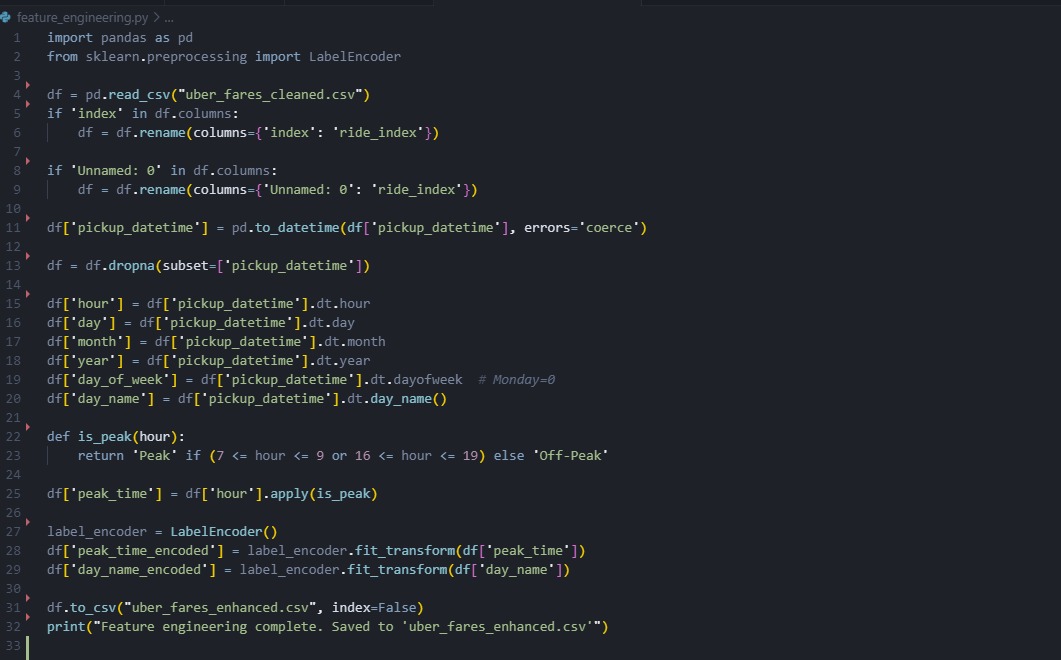 feature_engineering.py > ...
1 import pandas as pd
2 from sklearn.preprocessing import LabelEncoder
3
4 df = pd.read_csv("uber_fares_cleaned.csv")
5 if 'index' in df.columns:
6     df = df.rename(columns={'index': 'ride_index'})
7
8 if 'Unnamed: 0' in df.columns:
9     df = df.rename(columns={'Unnamed: 0': 'ride_index'})
10
11 df['pickup_datetime'] = pd.to_datetime(df['pickup_datetime'], errors='coerce')
12
13 df = df.dropna(subset=['pickup_datetime'])
14
15 df['hour'] = df['pickup_datetime'].dt.hour
16 df['day'] = df['pickup_datetime'].dt.day
17 df['month'] = df['pickup_datetime'].dt.month
18 df['year'] = df['pickup_datetime'].dt.year
19 df['day_of_week'] = df['pickup_datetime'].dt.dayofweek  # Monday=0
20 df['day_name'] = df['pickup_datetime'].dt.day_name()
21
22 def is_peak(hour):
23     return 'Peak' if (7 <= hour <= 9 or 16 <= hour <= 19) else 'Off-Peak'
24
25 df['peak_time'] = df['hour'].apply(is_peak)
26
27 label_encoder = LabelEncoder()
28 df['peak_time_encoded'] = label_encoder.fit_transform(df['peak_time'])
29 df['day_name_encoded'] = label_encoder.fit_transform(df['day_name'])
30
31 df.to_csv("uber_fares_enhanced.csv", index=False)
32 print("Feature engineering complete. Saved to 'uber_fares_enhanced.csv'")
33